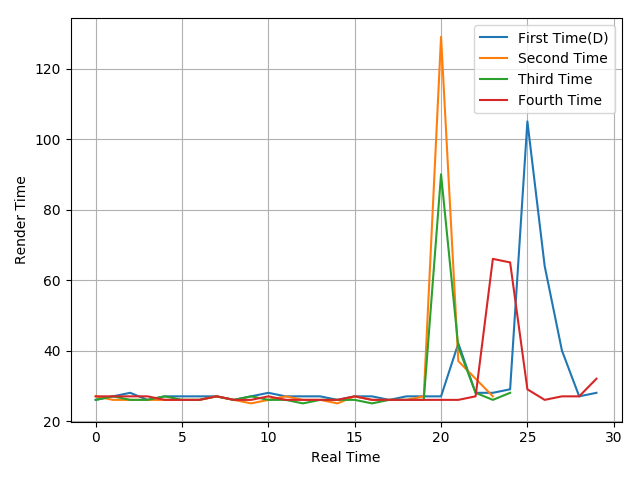 First Time(D)
Second Time
Third Time
Fourth Time
120
100
80
60
40
20
Render Time
0 5 10 15 20 25 30
Real Time